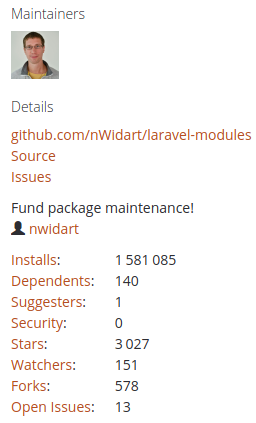 Maintainers
Details
github.com/nWidart/laravel-modules
Source
Issues
Fund package maintenance!
nwidart
Installs: 1 581 085
Dependents: 140
Suggesters: 1
Security: 0
Stars: 3 027
Watchers: 151
Forks: 578
Open Issues: 13